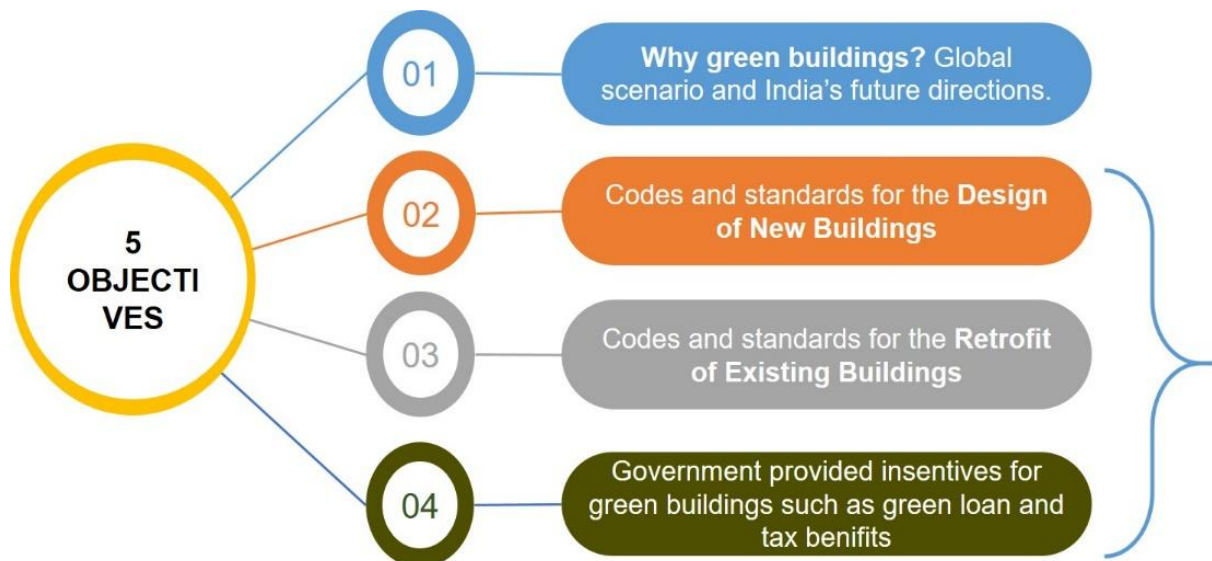 5
OBJECTI
VES
01
Why green buildings? Global
scenario and India’s future directions.
02
Codes and standards for the Design
of New Buildings
03
Codes and standards for the Retrofit
of Existing Buildings
04
Government provided insentives for
green buildings such as green loan and
tax benifits